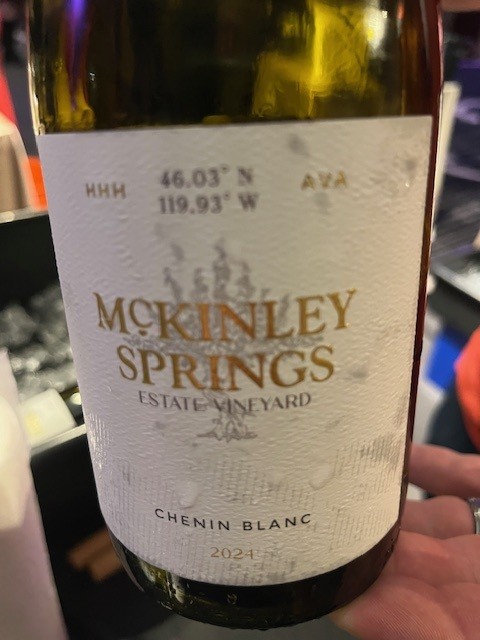 HHH 46.03° N AVA
119.93° W
McKINLEY
SPRINGS
ESTATE VINEYARD
CHENIN BLANC
2024